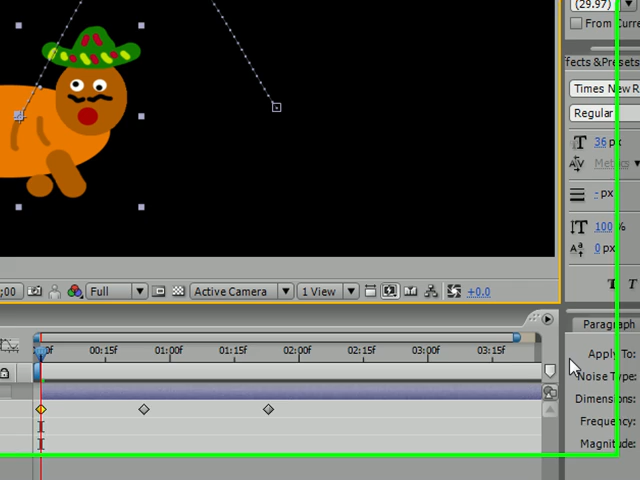 (29.97)
From Curre
ffects & Presets
Times New R
Regular
36 px
Metrics
- px
100 %
0 px
T T
;00
Full
Active Camera
1 View
+0.0
Paragraph
00f 00:15f 01:00f 01:15f 02:00f 02:15f 03:00f 03:15f
Apply To:
Noise Type:
Dimensions:
Frequency:
Magnitude: